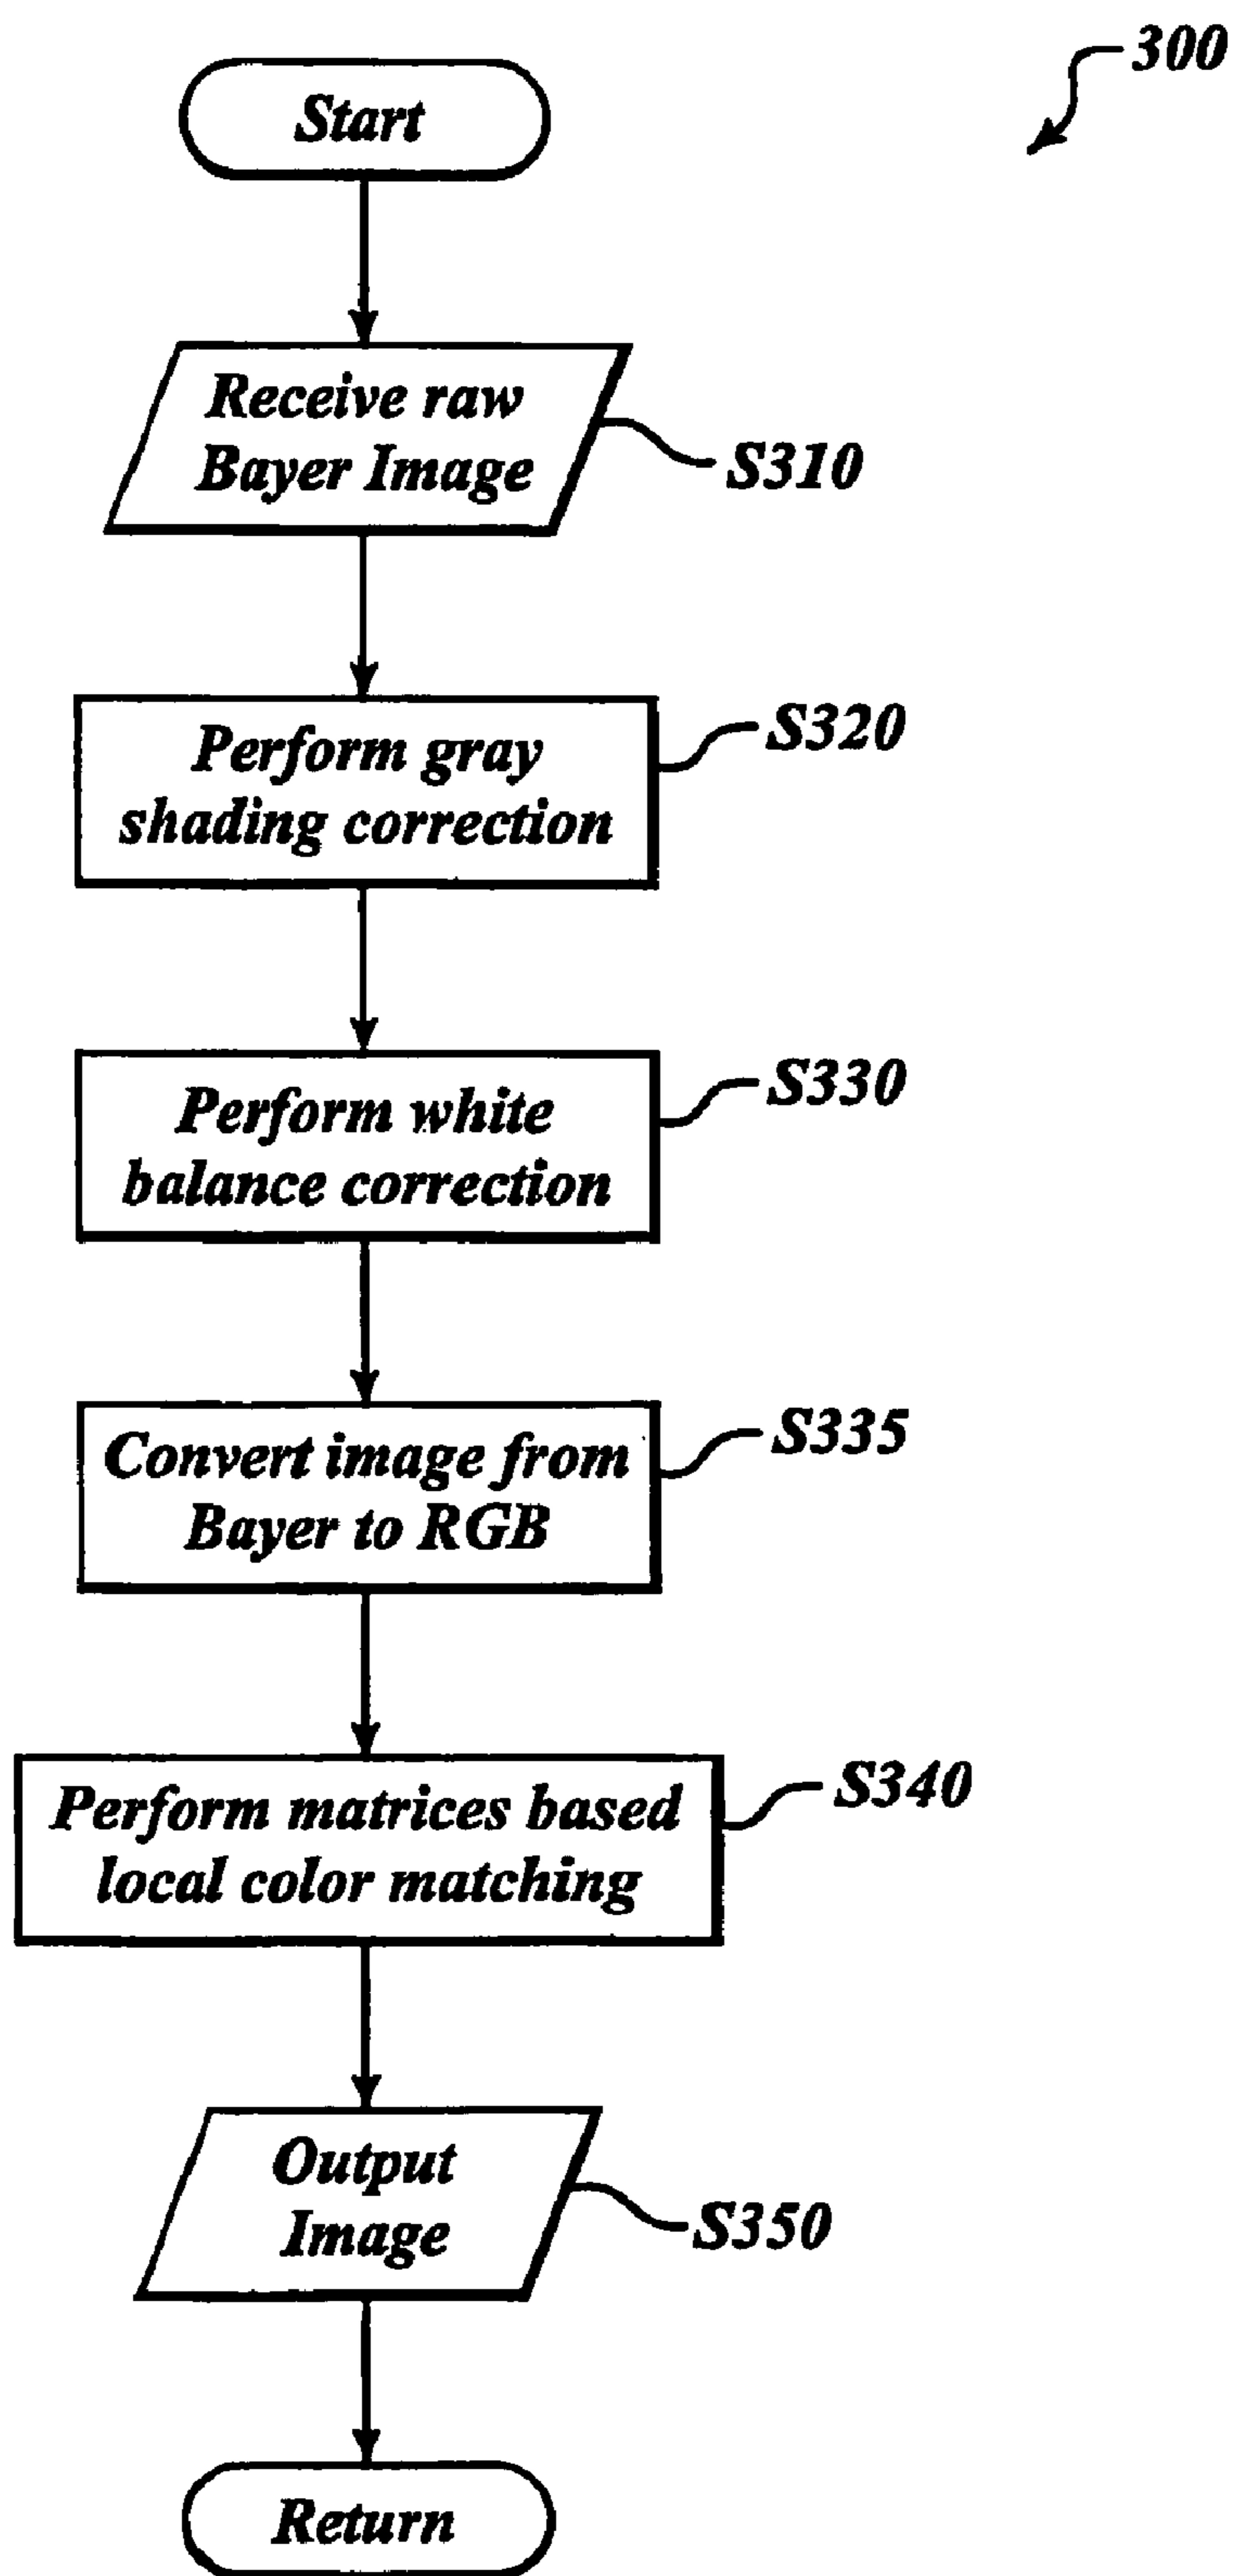 300
Start
Receive raw
Bayer Image
S310
Perform gray
shading correction
S320
Perform white
balance correction
S330
Convert image from
Bayer to RGB
S335
Perform matrices based
local color matching
S340
Output
Image
S350
Return